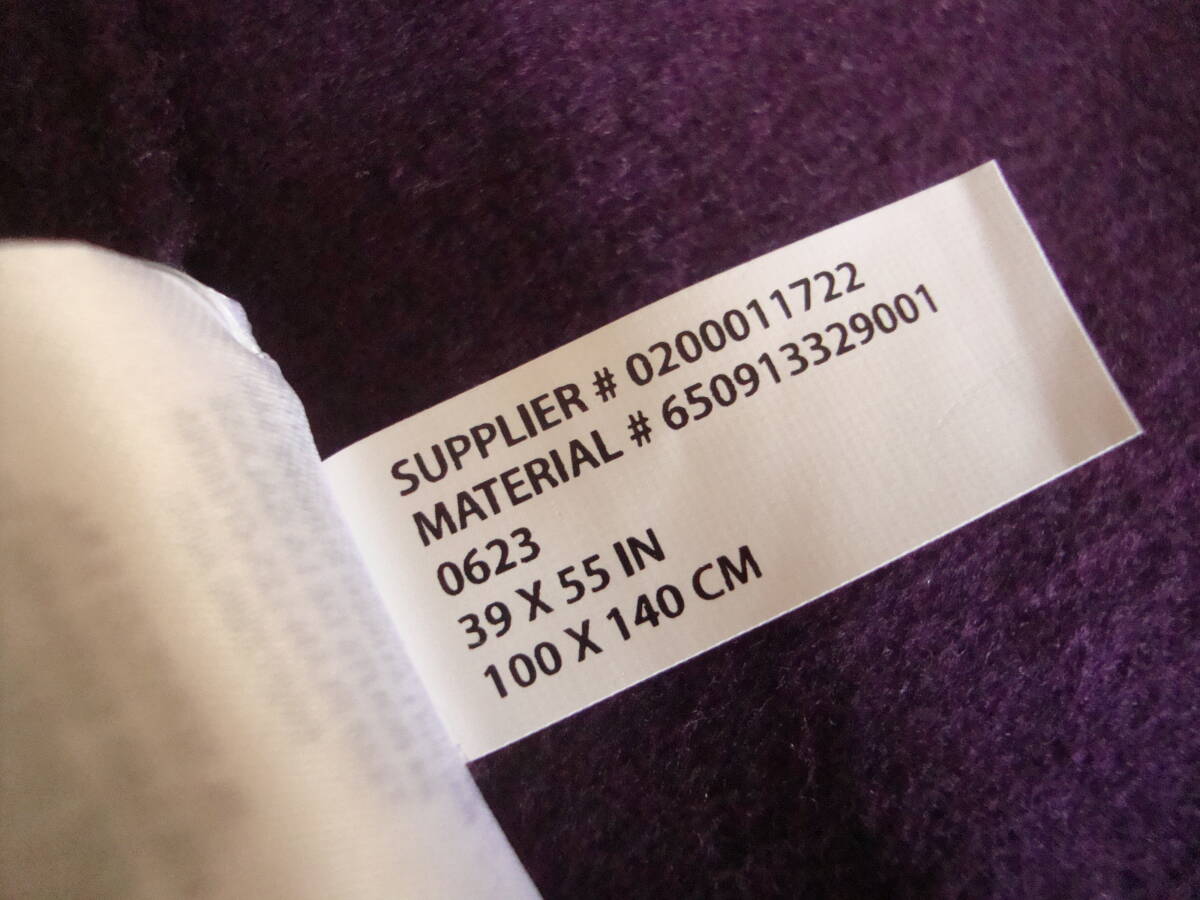 SUPPLIER # 0200011722
MATERIAL # 650913329001
0623
39 X 55 IN
100 X 140 CM